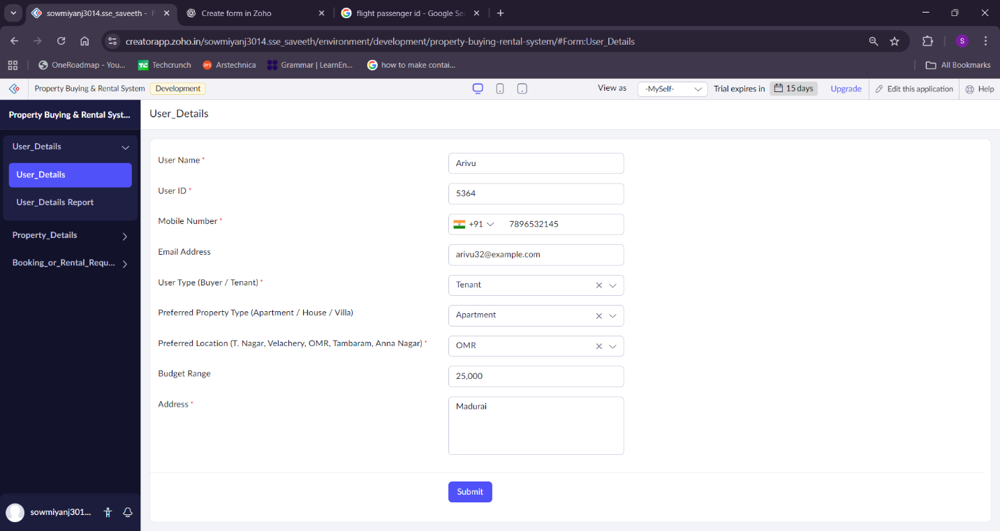 sowmiyanj3014.sse_saveeth - P
Create form in Zoho
flight passenger id - Google Se
creatorapp.zoho.in/sowmiyanj3014.sse_saveeth/environment/development/property-buying-rental-system/#Form:User_Details
S
OneRoadmap - You...
TC
Techcrunch
ars
Arstechnica
Grammar | LearnEn...
how to make contai...
All Bookmarks
Property Buying & Rental System
Development
View as
-MySelf-
Trial expires in
15 days
Upgrade
Edit this application
Help
Property Buying & Rental Syst...
User_Details
User_Details
User_Details
User_Details Report
Property_Details
Booking_or_Rental_Requ...
User Name *
Arivu
User ID *
5364
Mobile Number *
+91
7896532145
Email Address
arivu32@example.com
User Type (Buyer / Tenant) *
Tenant
Preferred Property Type (Apartment / House / Villa)
Apartment
Preferred Location (T. Nagar, Velachery, OMR, Tambaram, Anna Nagar) *
OMR
Budget Range
25,000
Address *
Madurai
Submit
sowmiyanj301...